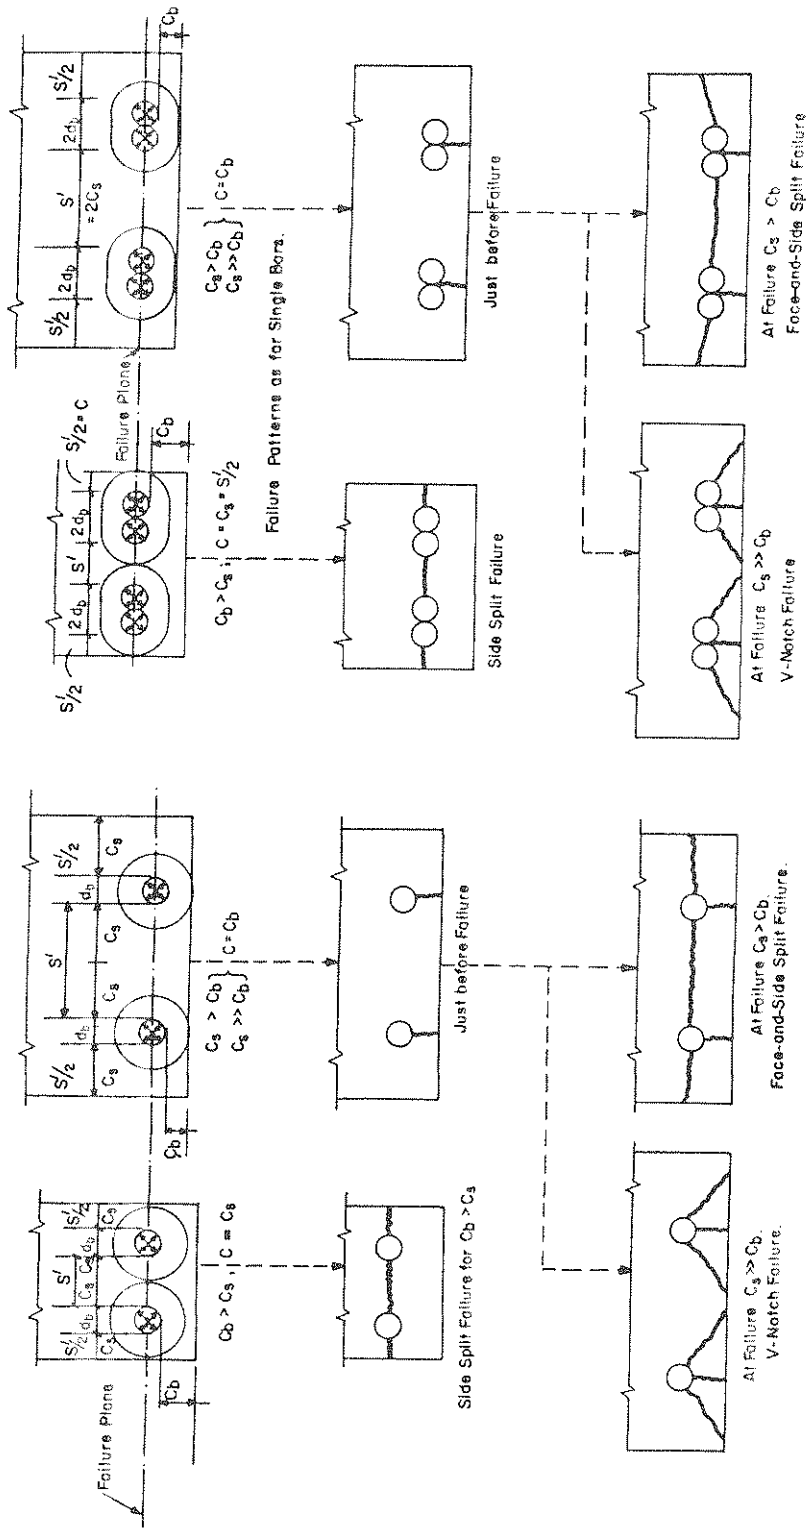 Failure Plane
S'/2 d_b S' d_b S'/2
C_s C_s C_s C_s
C_b
C_b > C_s , C = C_s
Side Split Failure for C_b > C_s
S'/2 d_b S' d_b S'/2
C_s C_s C_s C_s
C_b
C_s > C_b
C_s >> C_b } C = C_b
Just before Failure
At Failure C_s >> C_b.
V-Notch Failure.
At Failure C_s > C_b.
Face-and-Side Split Failure.
S'/2 2d_b S' 2d_b S'/2 = C
Failure Plane
C_b
C_b > C_s ; C = C_s = S'/2
Side Split Failure
Failure Patterns as for Single Bars.
S'/2 2d_b S' = 2C_s 2d_b S'/2
C_b
C_s > C_b
C_s >> C_b } C = C_b
Just before Failure
At Failure C_s >> C_b
V-Notch Failure
At Failure C_s > C_b
Face-and-Side Split Failure